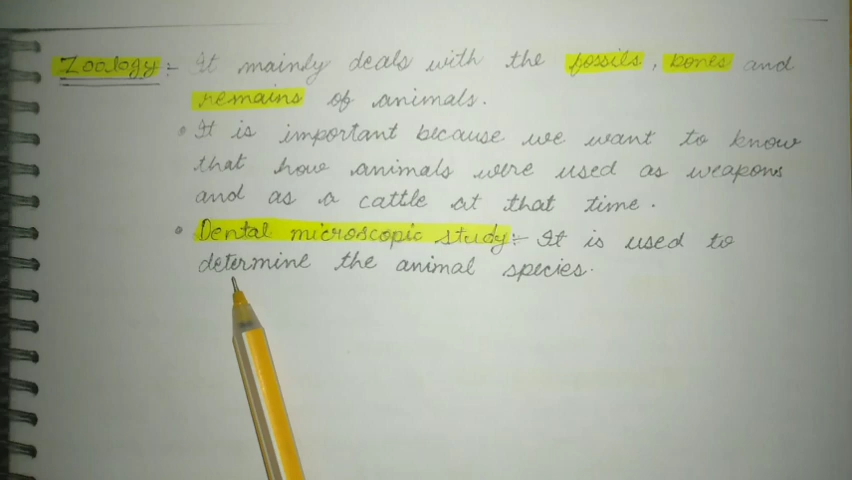 Zoology:- It mainly deals with the fossils, bones and
remains of animals.
• It is important because we want to know
that how animals were used as weapons
and as a cattle at that time.
• Dental microscopic study:- It is used to
determine the animal species.